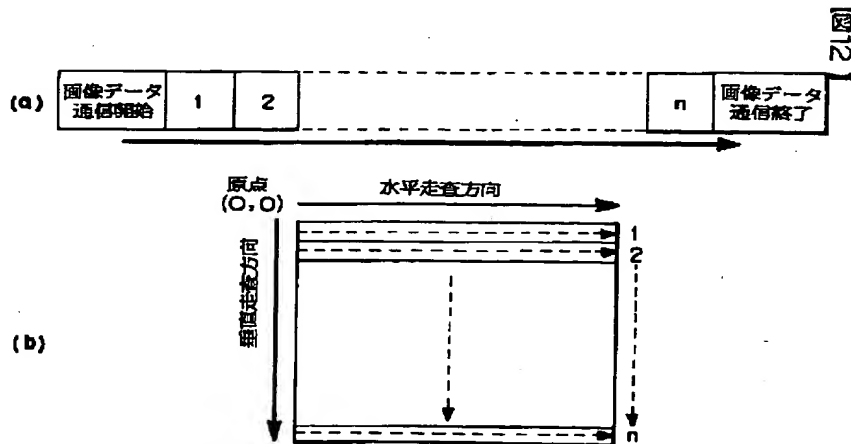 【図12】
(a)
画像データ
通信開始
1
2
n
画像データ
通信終了
原点
(0,0)
水平走査方向
垂直走査方向
1
2
n
(b)